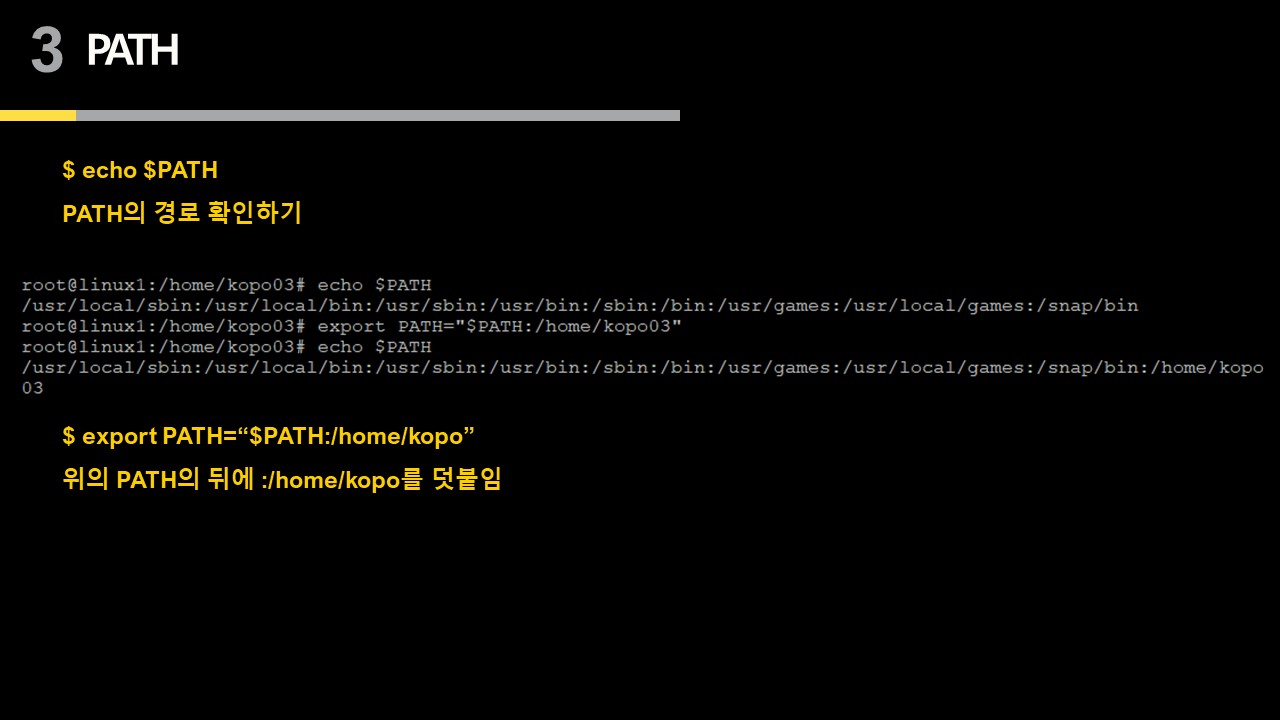 3 PATH
$ echo $PATH
PATH의 경로 확인하기
root@linux1:/home/kopo03# echo $PATH
/usr/local/sbin:/usr/local/bin:/usr/sbin:/usr/bin:/sbin:/bin:/usr/games:/usr/local/games:/snap/bin
root@linux1:/home/kopo03# export PATH="$PATH:/home/kopo03"
root@linux1:/home/kopo03# echo $PATH
/usr/local/sbin:/usr/local/bin:/usr/sbin:/usr/bin:/sbin:/bin:/usr/games:/usr/local/games:/snap/bin:/home/kopo
03
$ export PATH=“$PATH:/home/kopo”
위의 PATH의 뒤에 :/home/kopo를 덧붙임